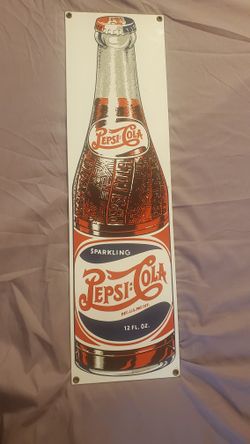 PEPSI-COLA
SPARKLING
PEPSI:COLA
12 FL. OZ.